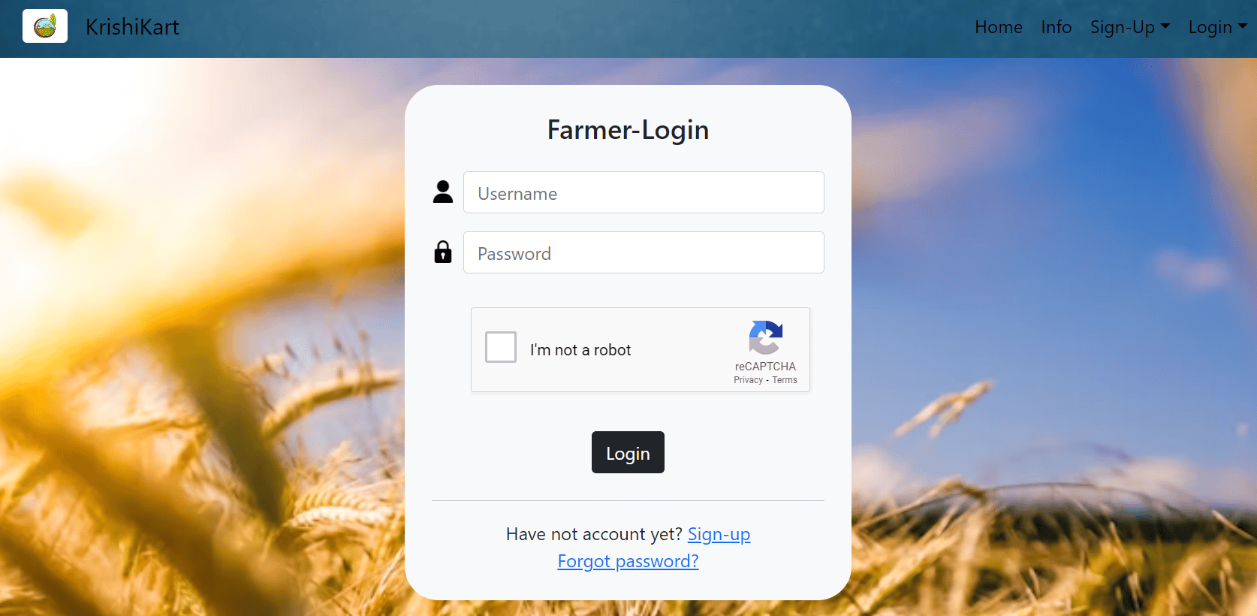 KrishiKart
Home Info Sign-Up Login
Farmer-Login
Username
Password
I'm not a robot
reCAPTCHA
Privacy - Terms
Login
Have not account yet? Sign-up
Forgot password?